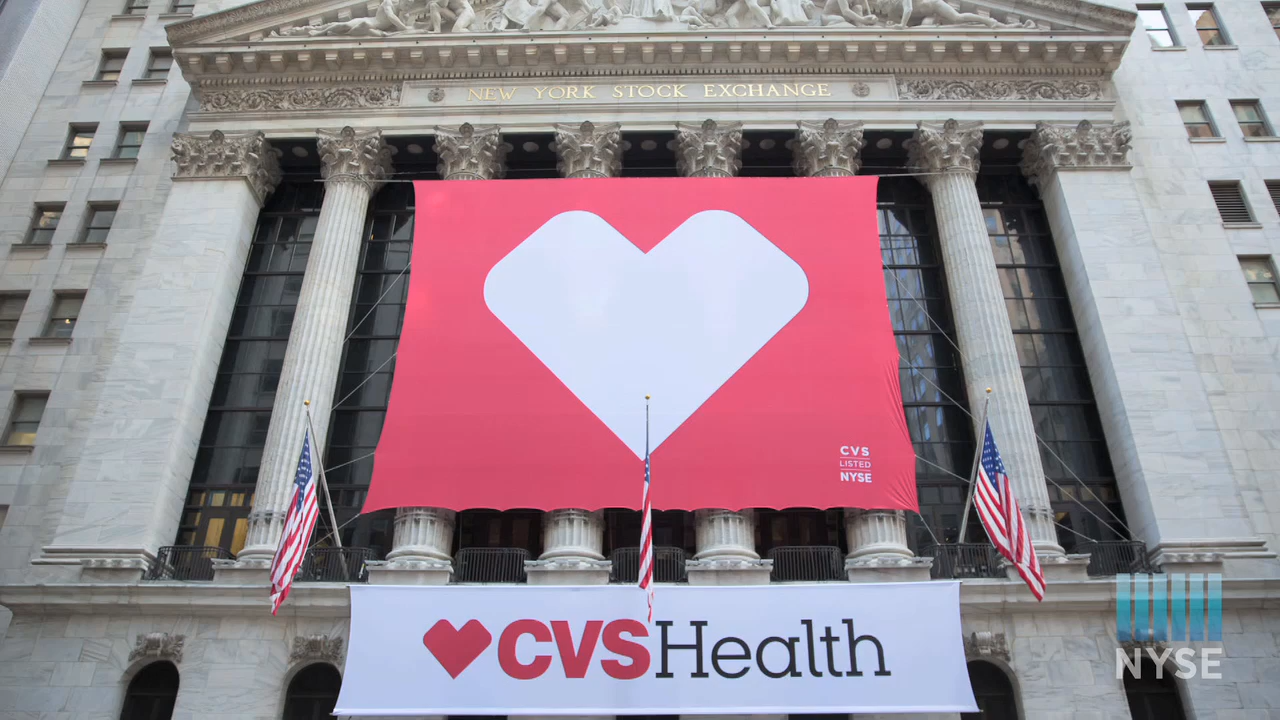 NEW YORK STOCK EXCHANGE
CVS
LISTED
NYSE
CVSHealth
NYSE